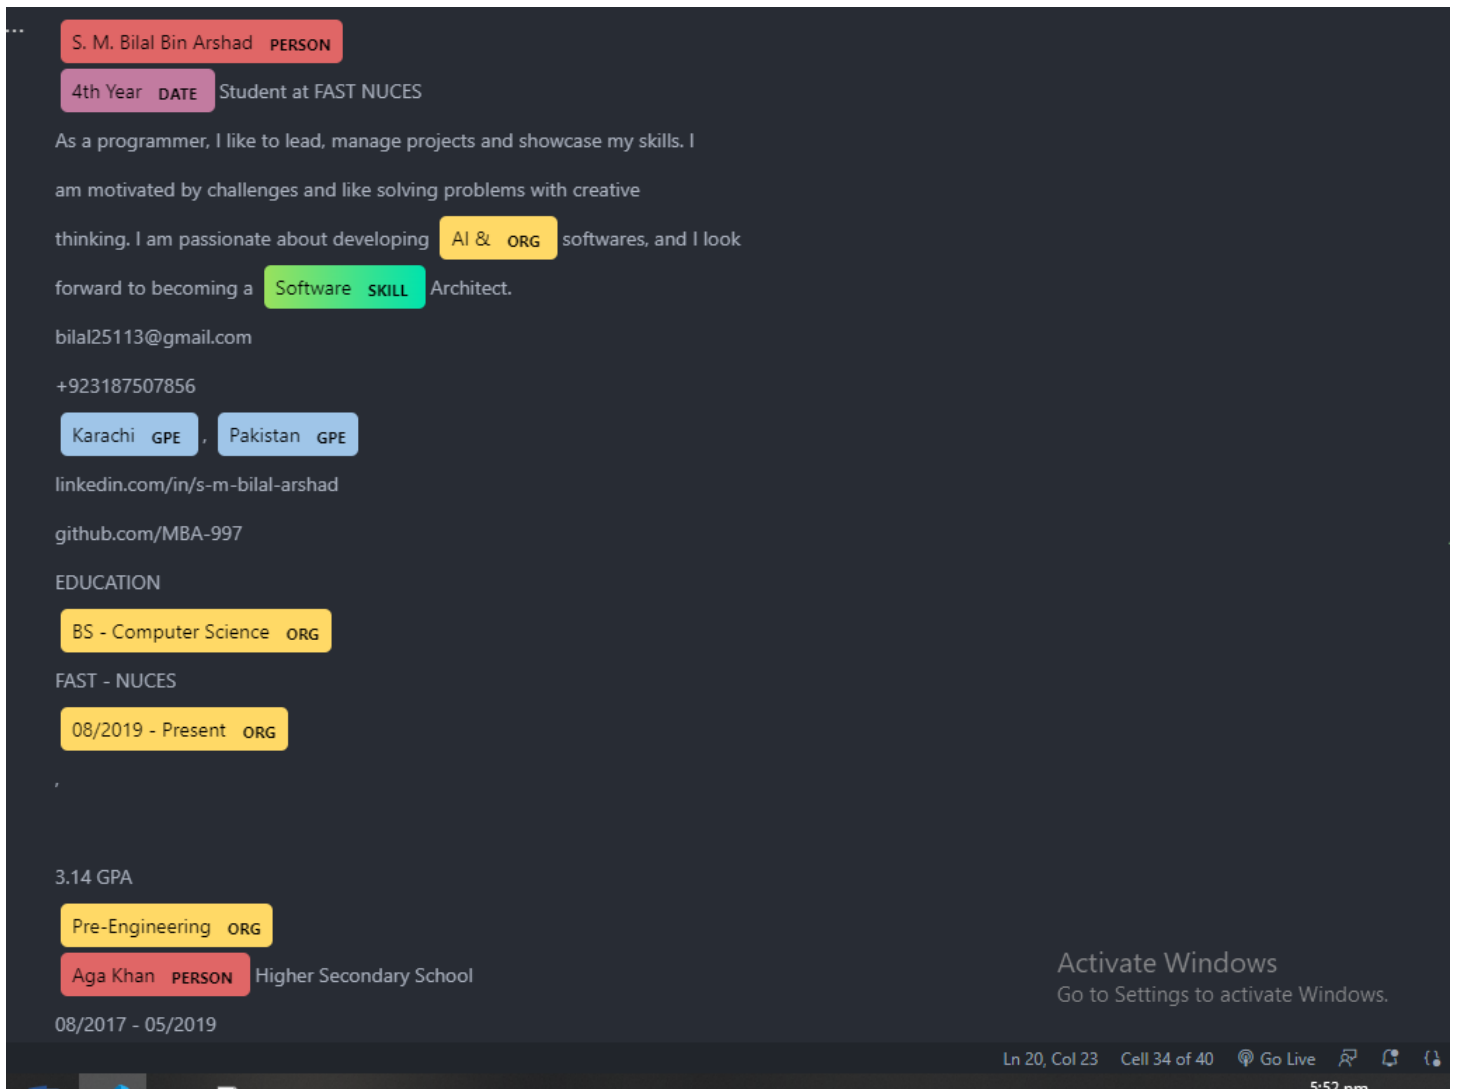 ...
S. M. Bilal Bin Arshad PERSON
4th Year DATE Student at FAST NUCES
As a programmer, I like to lead, manage projects and showcase my skills. I
am motivated by challenges and like solving problems with creative
thinking. I am passionate about developing AI & ORG softwares, and I look
forward to becoming a Software SKILL Architect.
bilal25113@gmail.com
+923187507856
Karachi GPE , Pakistan GPE
linkedin.com/in/s-m-bilal-arshad
github.com/MBA-997
EDUCATION
BS - Computer Science ORG
FAST - NUCES
08/2019 - Present ORG
,
3.14 GPA
Pre-Engineering ORG
Aga Khan PERSON Higher Secondary School
08/2017 - 05/2019
Activate Windows
Go to Settings to activate Windows.
Ln 20, Col 23 Cell 34 of 40 Go Live
5:52 pm